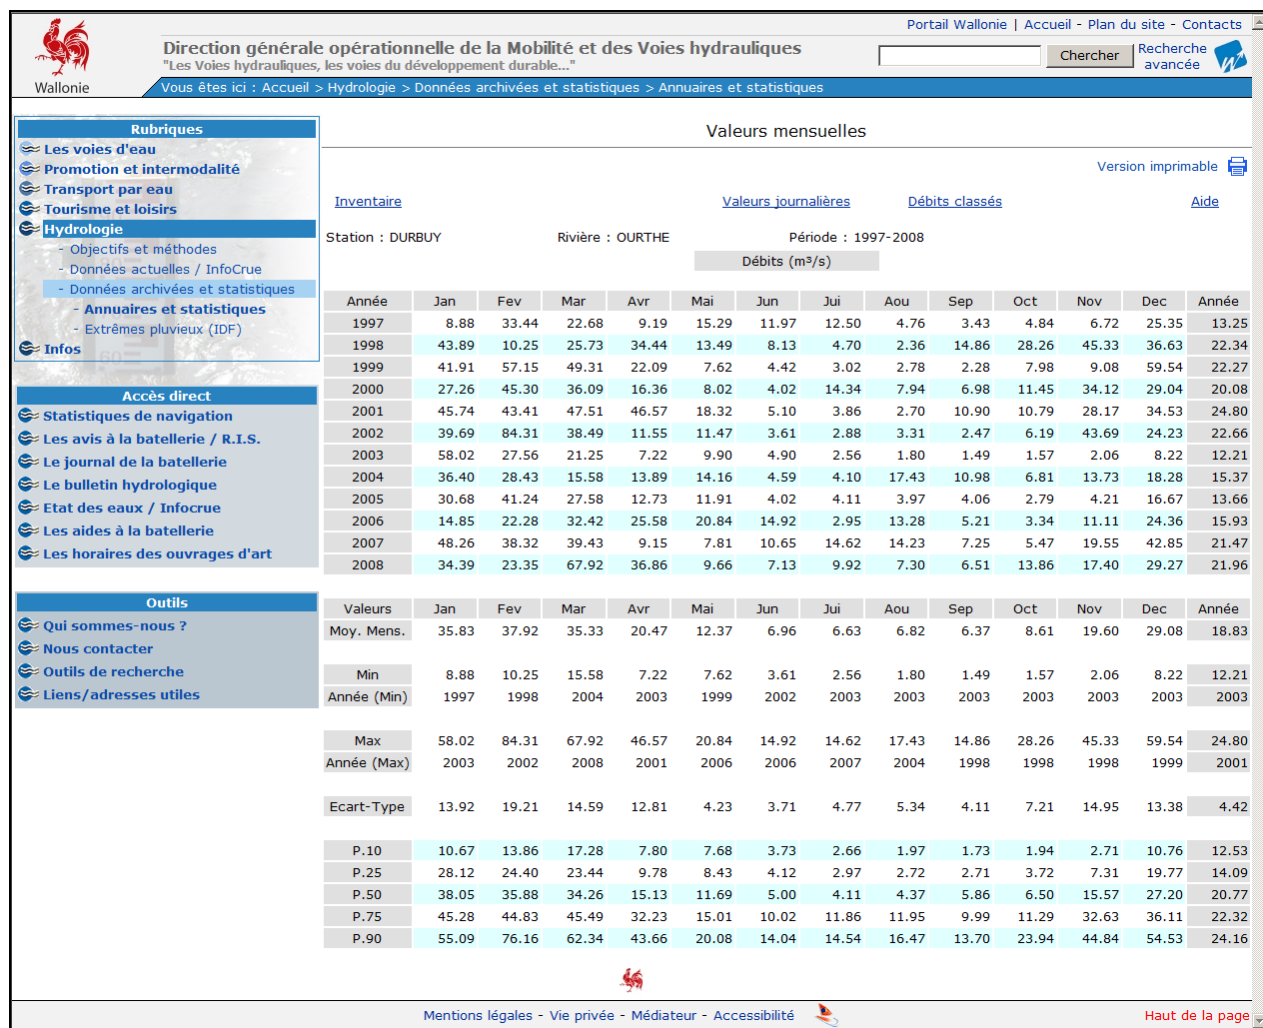 Portail Wallonie | Accueil - Plan du site - Contacts
Direction générale opérationnelle de la Mobilité et des Voies hydrauliques
"Les Voies hydrauliques, les voies du développement durable..."
Chercher
Recherche avancée
Wallonie
Vous êtes ici : Accueil > Hydrologie > Données archivées et statistiques > Annuaires et statistiques
Rubriques
Les voies d'eau
Promotion et intermodalité
Transport par eau
Tourisme et loisirs
Hydrologie
- Objectifs et méthodes
- Données actuelles / InfoCrue
- Données archivées et statistiques
- Annuaires et statistiques
- Extrêmes pluvieux (IDF)
Infos
Accès direct
Statistiques de navigation
Les avis à la batellerie / R.I.S.
Le journal de la batellerie
Le bulletin hydrologique
Etat des eaux / Infocrue
Les aides à la batellerie
Les horaires des ouvrages d'art
Outils
Qui sommes-nous ?
Nous contacter
Outils de recherche
Liens/adresses utiles
Valeurs mensuelles
Version imprimable
Inventaire Valeurs journalières Débits classés Aide
Station : DURBUY Rivière : OURTHE Période : 1997-2008
Débits (m³/s)
Année Jan Fev Mar Avr Mai Jun Jui Aou Sep Oct Nov Dec Année
1997 8.88 33.44 22.68 9.19 15.29 11.97 12.50 4.76 3.43 4.84 6.72 25.35 13.25
1998 43.89 10.25 25.73 34.44 13.49 8.13 4.70 2.36 14.86 28.26 45.33 36.63 22.34
1999 41.91 57.15 49.31 22.09 7.62 4.42 3.02 2.78 2.28 7.98 9.08 59.54 22.27
2000 27.26 45.30 36.09 16.36 8.02 4.02 14.34 7.94 6.98 11.45 34.12 29.04 20.08
2001 45.74 43.41 47.51 46.57 18.32 5.10 3.86 2.70 10.90 10.79 28.17 34.53 24.80
2002 39.69 84.31 38.49 11.55 11.47 3.61 2.88 3.31 2.47 6.19 43.69 24.23 22.66
2003 58.02 27.56 21.25 7.22 9.90 4.90 2.56 1.80 1.49 1.57 2.06 8.22 12.21
2004 36.40 28.43 15.58 13.89 14.16 4.59 4.10 17.43 10.98 6.81 13.73 18.28 15.37
2005 30.68 41.24 27.58 12.73 11.91 4.02 4.11 3.97 4.06 2.79 4.21 16.67 13.66
2006 14.85 22.28 32.42 25.58 20.84 14.92 2.95 13.28 5.21 3.34 11.11 24.36 15.93
2007 48.26 38.32 39.43 9.15 7.81 10.65 14.62 14.23 7.25 5.47 19.55 42.85 21.47
2008 34.39 23.35 67.92 36.86 9.66 7.13 9.92 7.30 6.51 13.86 17.40 29.27 21.96
Valeurs Jan Fev Mar Avr Mai Jun Jui Aou Sep Oct Nov Dec Année
Moy. Mens. 35.83 37.92 35.33 20.47 12.37 6.96 6.63 6.82 6.37 8.61 19.60 29.08 18.83
Min 8.88 10.25 15.58 7.22 7.62 3.61 2.56 1.80 1.49 1.57 2.06 8.22 12.21
Année (Min) 1997 1998 2004 2003 1999 2002 2003 2003 2003 2003 2003 2003 2003
Max 58.02 84.31 67.92 46.57 20.84 14.92 14.62 17.43 14.86 28.26 45.33 59.54 24.80
Année (Max) 2003 2002 2008 2001 2006 2006 2007 2004 1998 1998 1998 1999 2001
Ecart-Type 13.92 19.21 14.59 12.81 4.23 3.71 4.77 5.34 4.11 7.21 14.95 13.38 4.42
P.10 10.67 13.86 17.28 7.80 7.68 3.73 2.66 1.97 1.73 1.94 2.71 10.76 12.53
P.25 28.12 24.40 23.44 9.78 8.43 4.12 2.97 2.72 2.71 3.72 7.31 19.77 14.09
P.50 38.05 35.88 34.26 15.13 11.69 5.00 4.11 4.37 5.86 6.50 15.57 27.20 20.77
P.75 45.28 44.83 45.49 32.23 15.01 10.02 11.86 11.95 9.99 11.29 32.63 36.11 22.32
P.90 55.09 76.16 62.34 43.66 20.08 14.04 14.54 16.47 13.70 23.94 44.84 54.53 24.16
Mentions légales - Vie privée - Médiateur - Accessibilité
Haut de la page